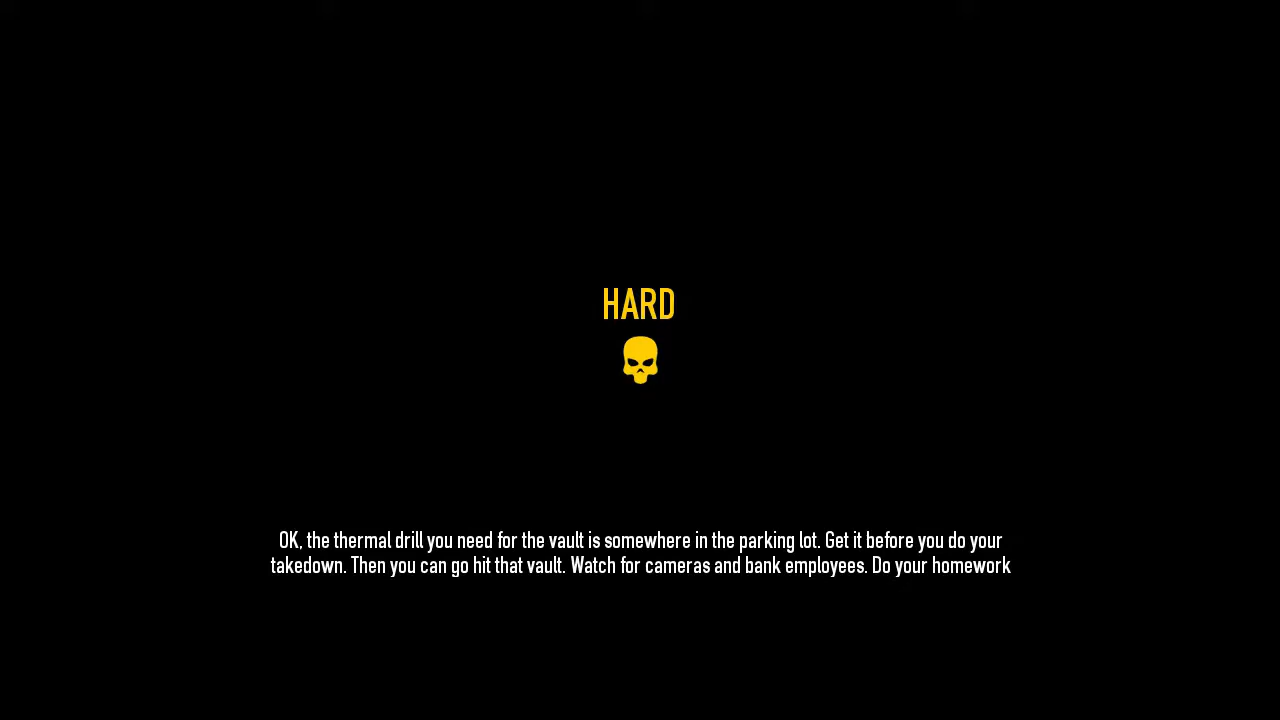 HARD
OK, the thermal drill you need for the vault is somewhere in the parking lot. Get it before you do your
takedown. Then you can go hit that vault. Watch for cameras and bank employees. Do your homework